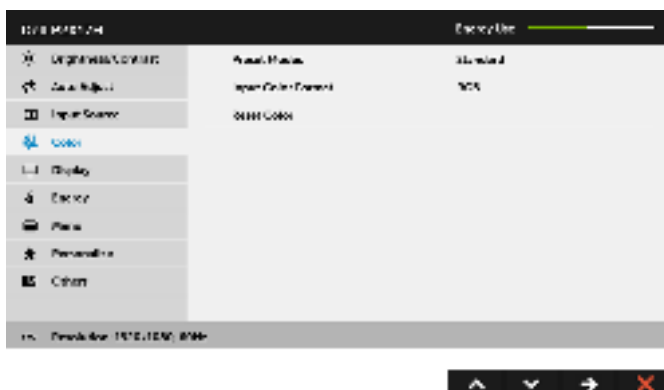 Energy Use
Brightness/Contrast
Preset Modes
Standard
Auto Adjust
Input Color Format
RGB
Input Source
Reset Color
Color
Display
Energy
Menu
Personalize
Others
Resolution: 1920x1080, 60Hz